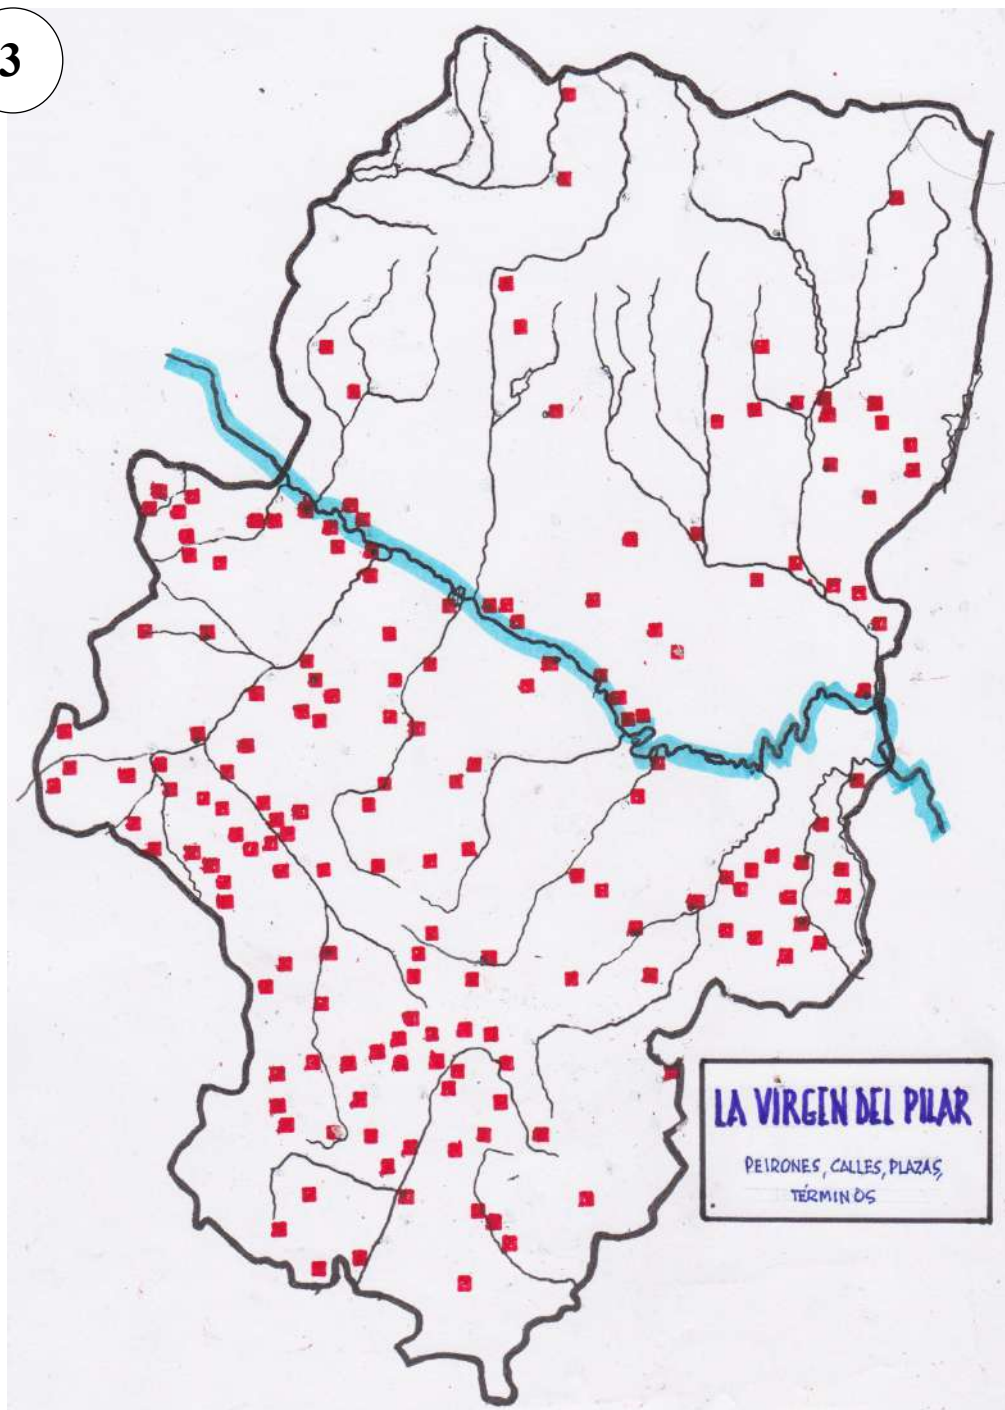 3
LA VIRGEN DEL PILAR
PEIRONES, CALLES, PLAZAS,
TÉRMINOS